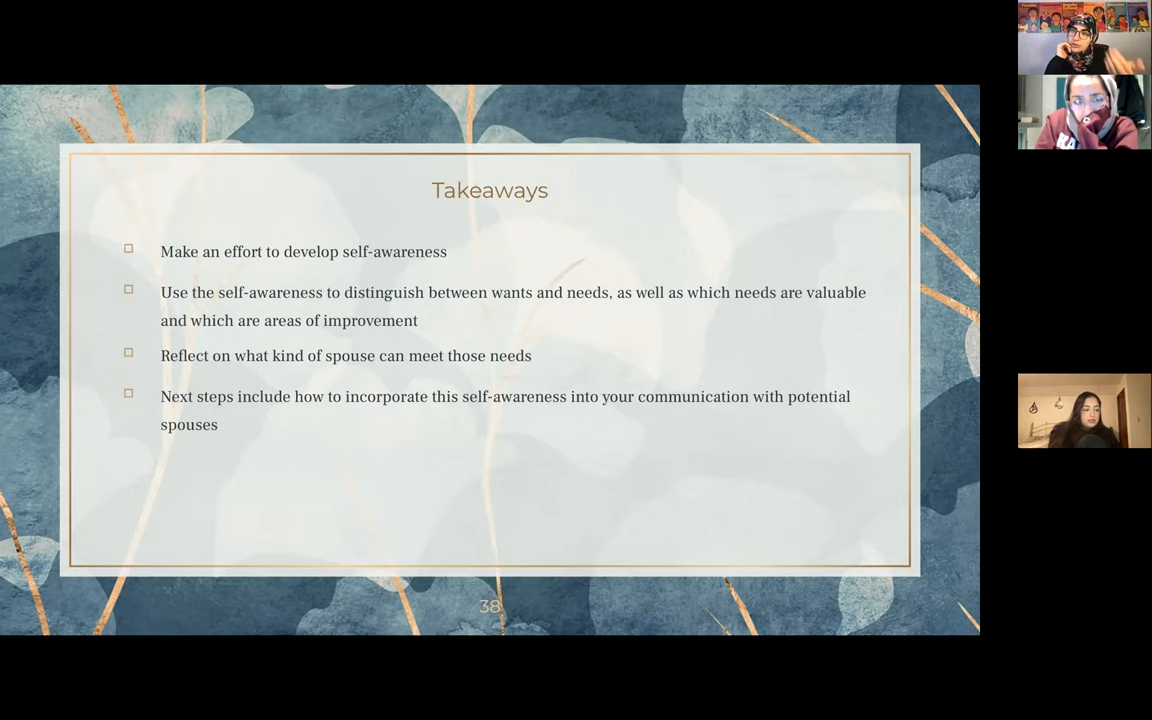 Takeaways
Make an effort to develop self-awareness
Use the self-awareness to distinguish between wants and needs, as well as which needs are valuable
and which are areas of improvement
Reflect on what kind of spouse can meet those needs
Next steps include how to incorporate this self-awareness into your communication with potential
spouses
38